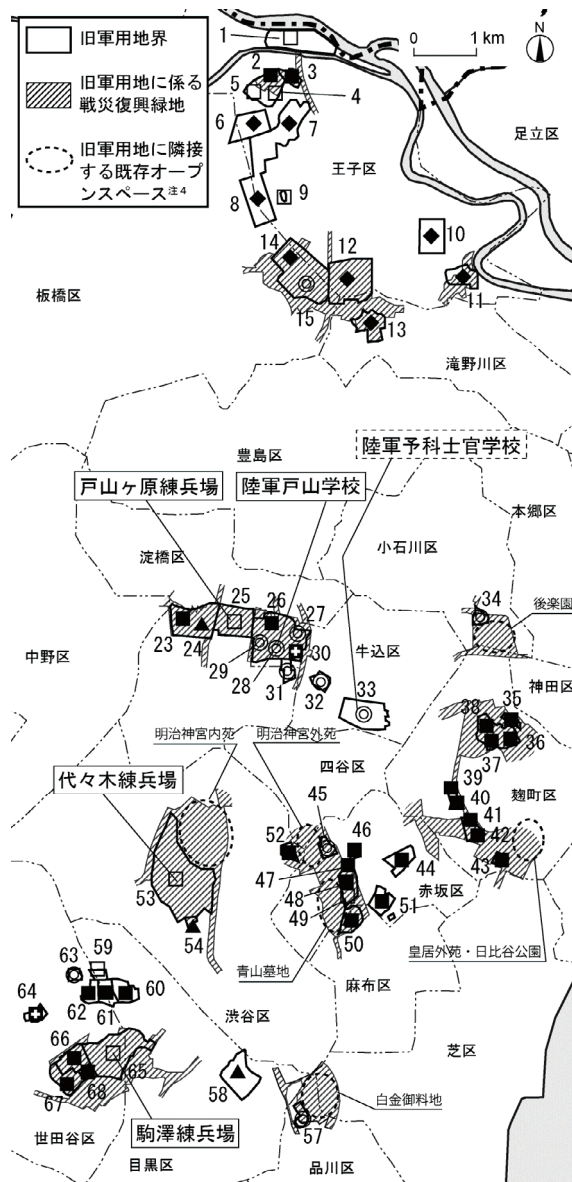 旧軍用地界
旧軍用地に係る
戦災復興緑地
旧軍用地に隣接
する既存オープ
ンスペース注4
0 1 km
N
1
2
3
4
5
6
7
8
9
10
11
12
13
14
15
足立区
王子区
板橋区
滝野川区
豊島区
陸軍予科士官学校
戸山ヶ原練兵場
陸軍戸山学校
本郷区
小石川区
淀橋区
後楽園
中野区
牛込区
神田区
23
24
25
26
27
28
29
30
31
32
33
34
35
36
37
38
39
40
41
42
43
明治神宮内苑
明治神宮外苑
四谷区
麹町区
代々木練兵場
44
45
46
47
48
49
50
51
52
53
54
赤坂区
皇居外苑・日比谷公園
青山墓地
麻布区
渋谷区
芝区
57
58
59
60
61
62
63
64
65
66
67
68
白金御料地
駒澤練兵場
世田谷区
目黒区
品川区